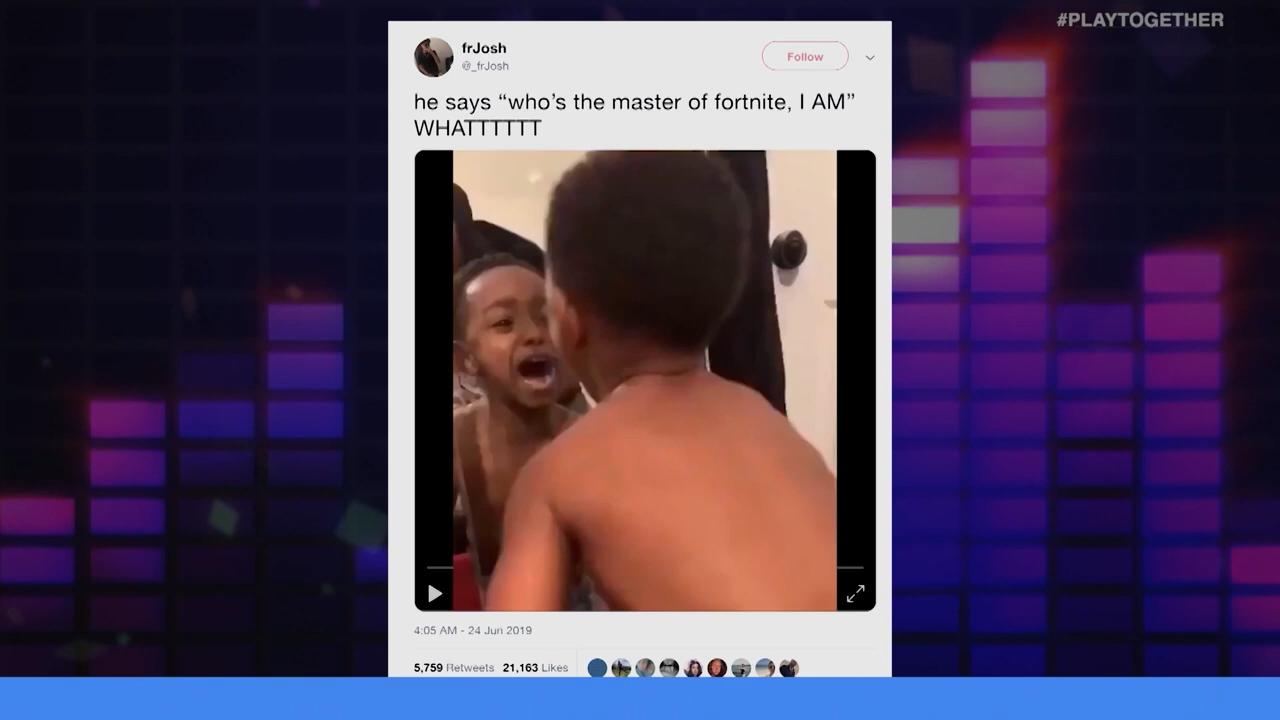 #PLAYTOGETHER
frJosh
@_frJosh
Follow
he says “who’s the master of fortnite, I AM”
WHATTTTTT
4:05 AM - 24 Jun 2019
5,759 Retweets 21,163 Likes